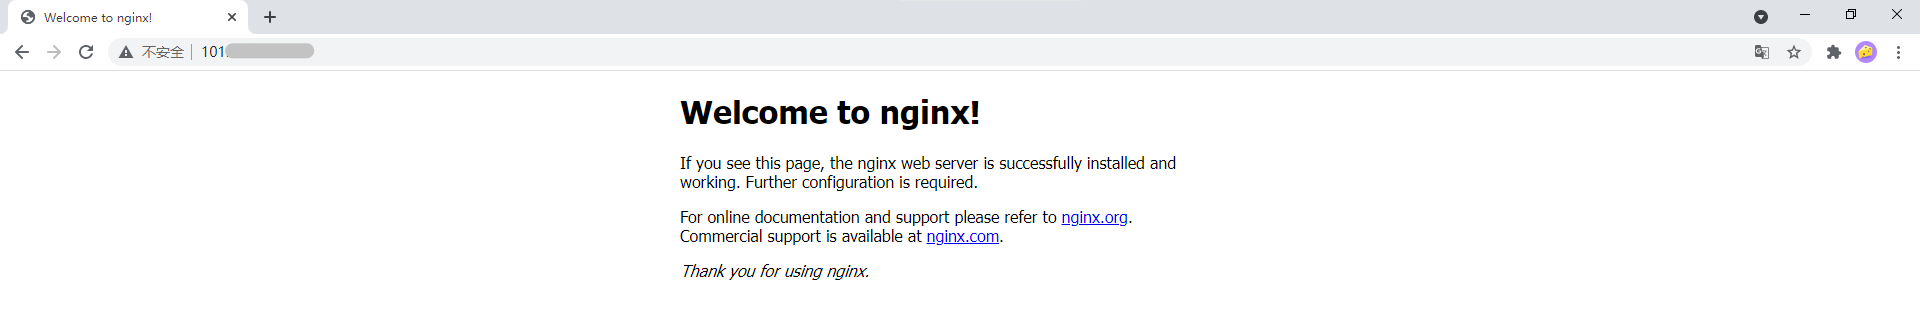 Welcome to nginx!
不安全 101.
Welcome to nginx!
If you see this page, the nginx web server is successfully installed and
working. Further configuration is required.
For online documentation and support please refer to nginx.org.
Commercial support is available at nginx.com.
Thank you for using nginx.